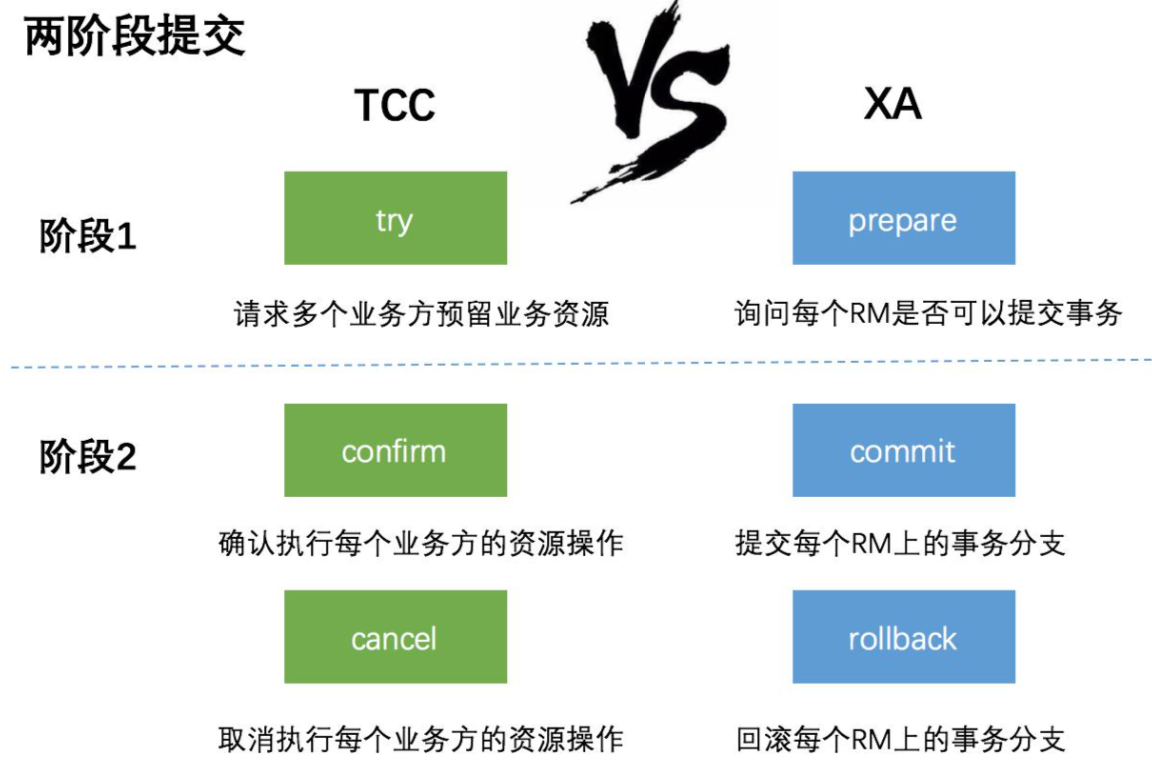 两阶段提交
VS
TCC
XA
阶段1
try
prepare
请求多个业务方预留业务资源
询问每个RM是否可以提交事务
阶段2
confirm
commit
确认执行每个业务方的资源操作
提交每个RM上的事务分支
cancel
rollback
取消执行每个业务方的资源操作
回滚每个RM上的事务分支